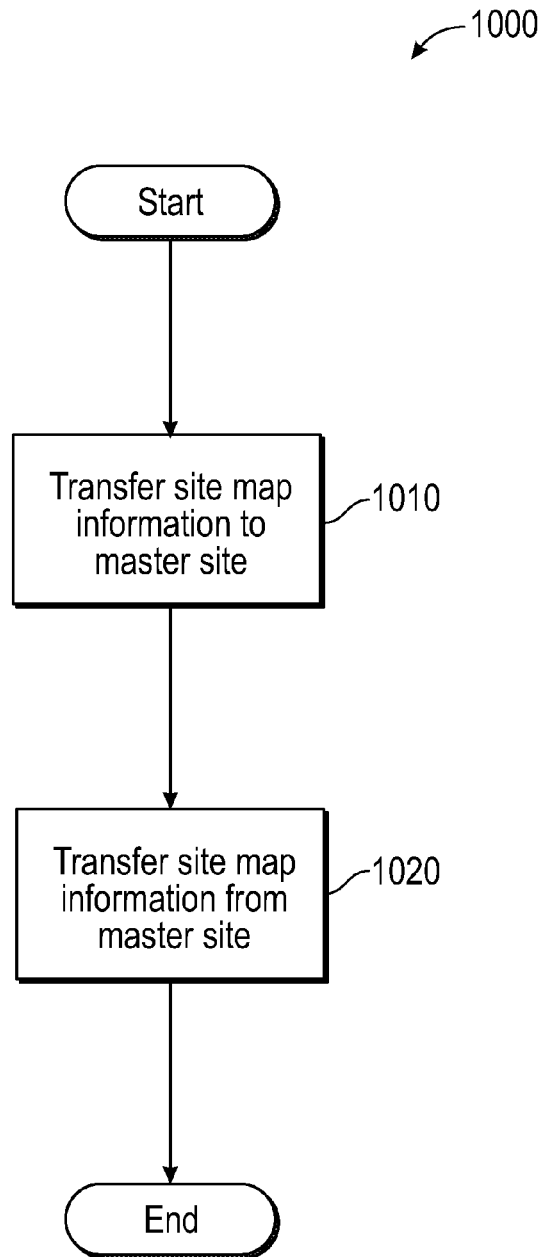 1000
Start
Transfer site map
information to
master site
1010
Transfer site map
information from
master site
1020
End